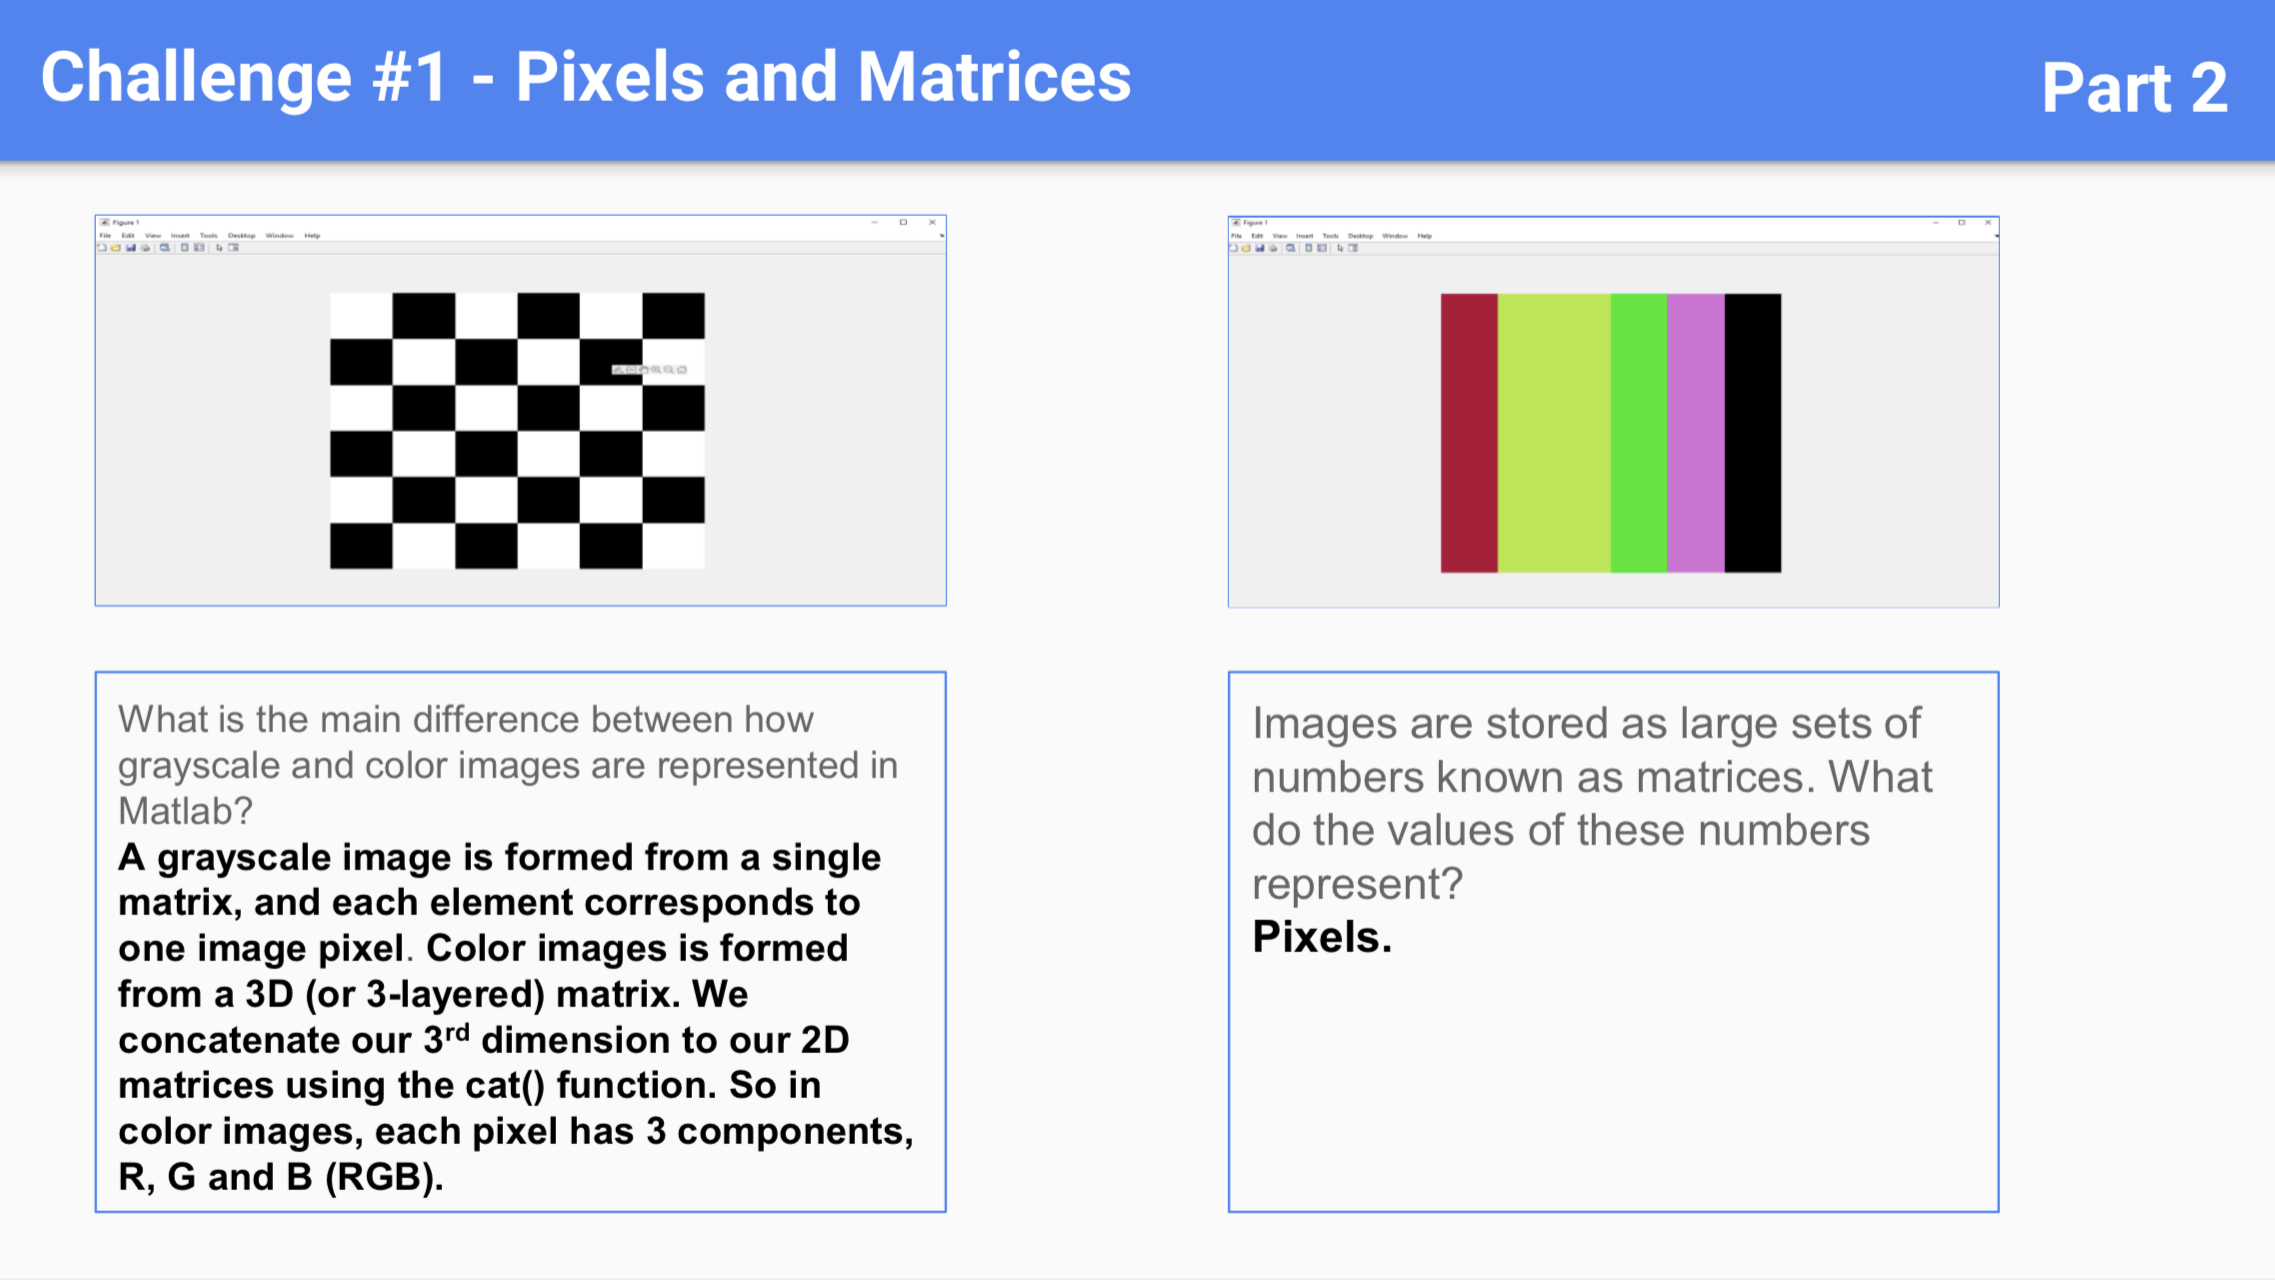 Challenge #1 - Pixels and Matrices
Part 2
Figure 1
File Edit View Insert Tools Desktop Window Help
Figure 1
File Edit View Insert Tools Desktop Window Help
What is the main difference between how
grayscale and color images are represented in
Matlab?
A grayscale image is formed from a single
matrix, and each element corresponds to
one image pixel. Color images is formed
from a 3D (or 3-layered) matrix. We
concatenate our 3rd dimension to our 2D
matrices using the cat() function. So in
color images, each pixel has 3 components,
R, G and B (RGB).
Images are stored as large sets of
numbers known as matrices. What
do the values of these numbers
represent?
Pixels.